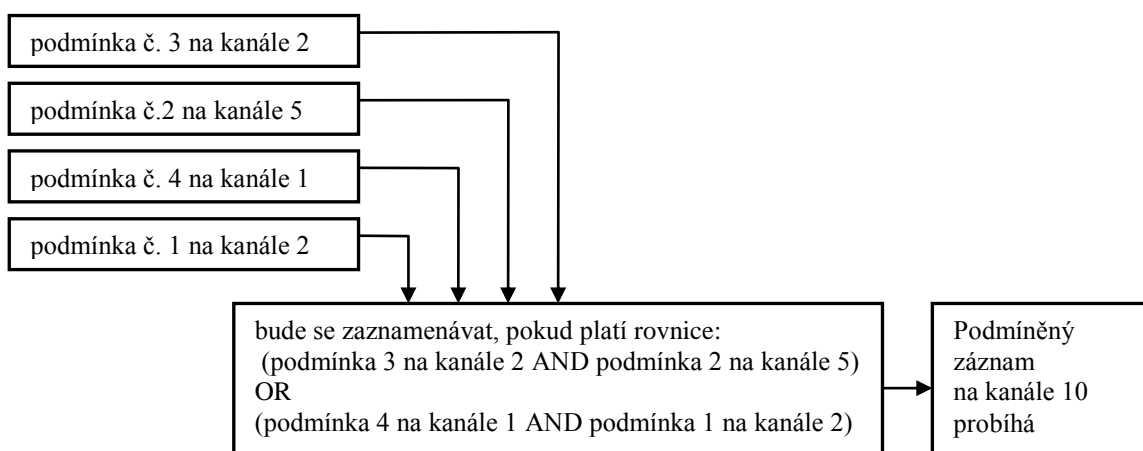 podmínka č. 3 na kanále 2
podmínka č.2 na kanále 5
podmínka č. 4 na kanále 1
podmínka č. 1 na kanále 2
bude se zaznamenávat, pokud platí rovnice:
(podmínka 3 na kanále 2 AND podmínka 2 na kanále 5)
OR
(podmínka 4 na kanále 1 AND podmínka 1 na kanále 2)
Podmíněný
záznam
na kanále 10
probíhá